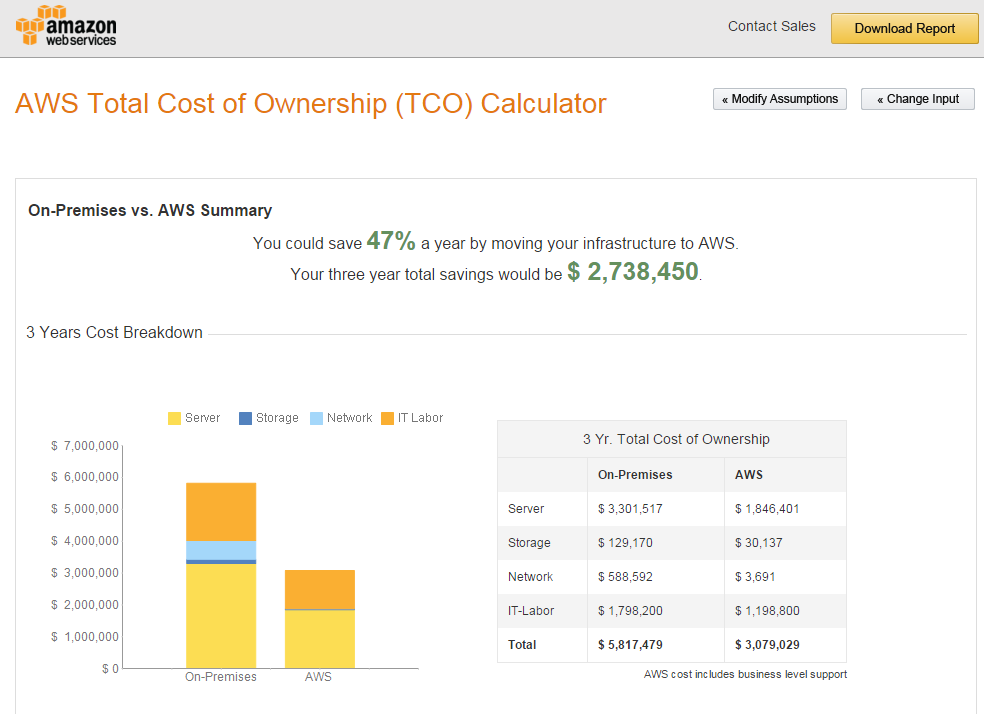 amazon
web services
Contact Sales
Download Report
AWS Total Cost of Ownership (TCO) Calculator
« Modify Assumptions
« Change Input
On-Premises vs. AWS Summary
You could save 47% a year by moving your infrastructure to AWS.
Your three year total savings would be $ 2,738,450.
3 Years Cost Breakdown
Server Storage Network IT Labor
$ 7,000,000
$ 6,000,000
$ 5,000,000
$ 4,000,000
$ 3,000,000
$ 2,000,000
$ 1,000,000
$ 0
On-Premises AWS
3 Yr. Total Cost of Ownership
On-Premises AWS
Server $ 3,301,517 $ 1,846,401
Storage $ 129,170 $ 30,137
Network $ 588,592 $ 3,691
IT-Labor $ 1,798,200 $ 1,198,800
Total $ 5,817,479 $ 3,079,029
AWS cost includes business level support